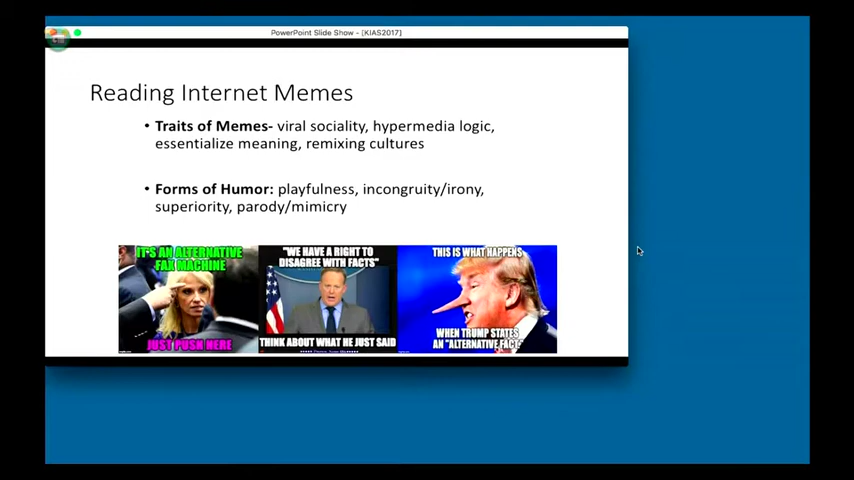 PowerPoint Slide Show - [KIAS2017]
Reading Internet Memes
• Traits of Memes- viral sociality, hypermedia logic,
essentialize meaning, remixing cultures
• Forms of Humor: playfulness, incongruity/irony,
superiority, parody/mimicry
IT'S AN ALTERNATIVE
FAX MACHINE
JUST PUSH HERE
"WE HAVE A RIGHT TO
DISAGREE WITH FACTS"
THINK ABOUT WHAT HE JUST SAID
THIS IS WHAT HAPPENS
WHEN TRUMP STATES
AN "ALTERNATIVE FACT."